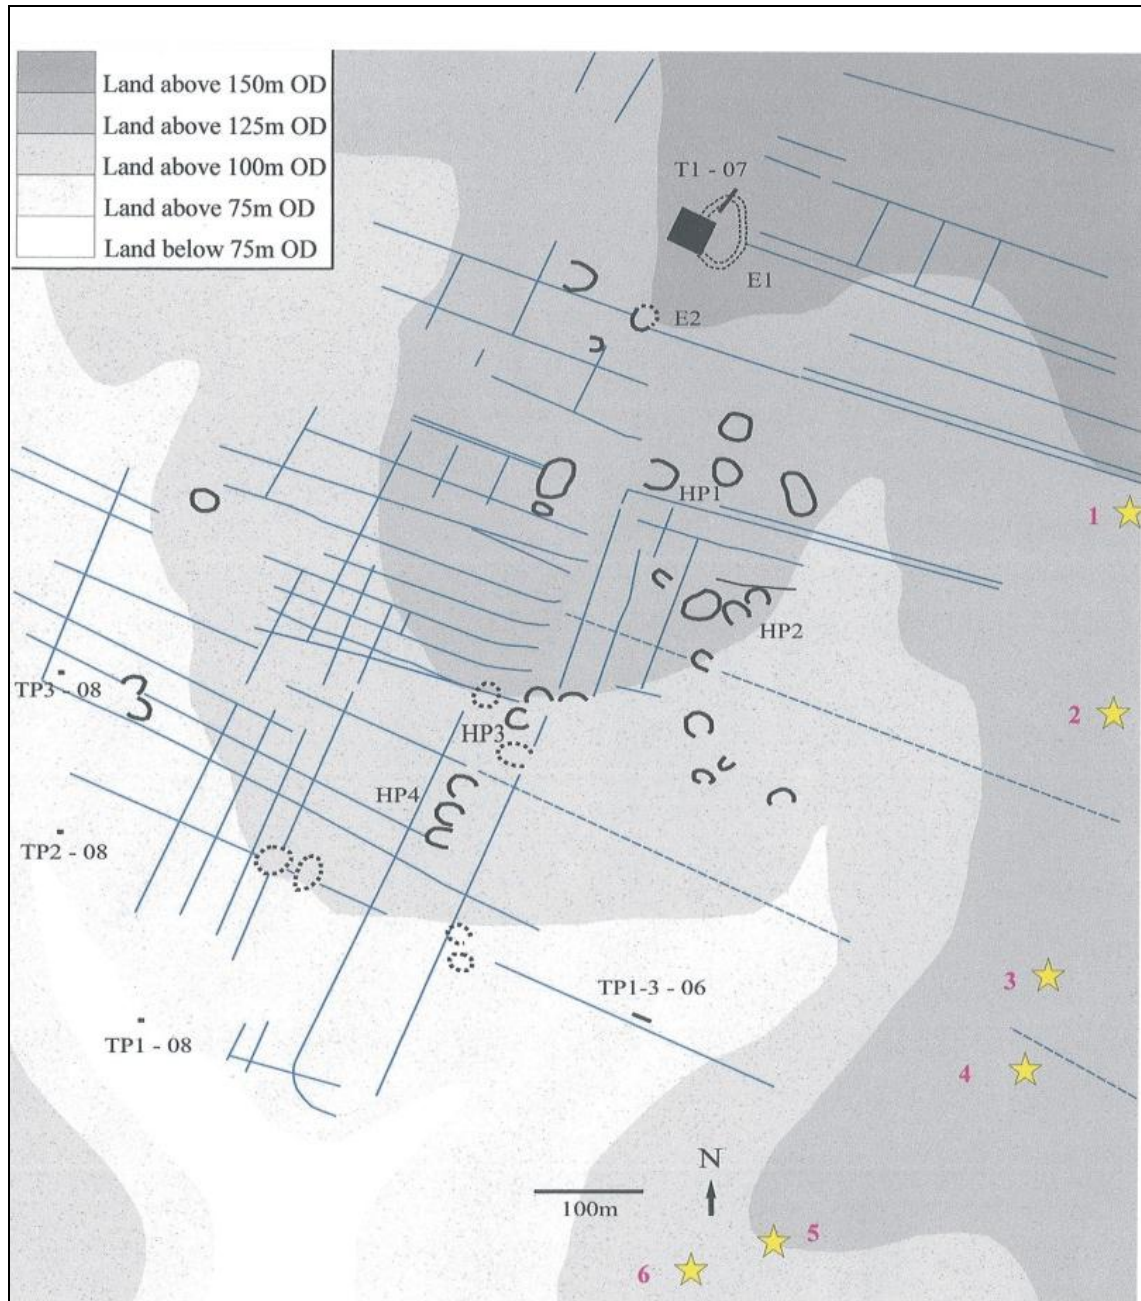 Land above 150m OD
Land above 125m OD
Land above 100m OD
Land above 75m OD
Land below 75m OD
T1 - 07
E1
E2
HP1
1
HP2
TP3 - 08
2
HP3
HP4
TP2 - 08
3
TP1-3 - 06
TP1 - 08
4
N
100m
5
6